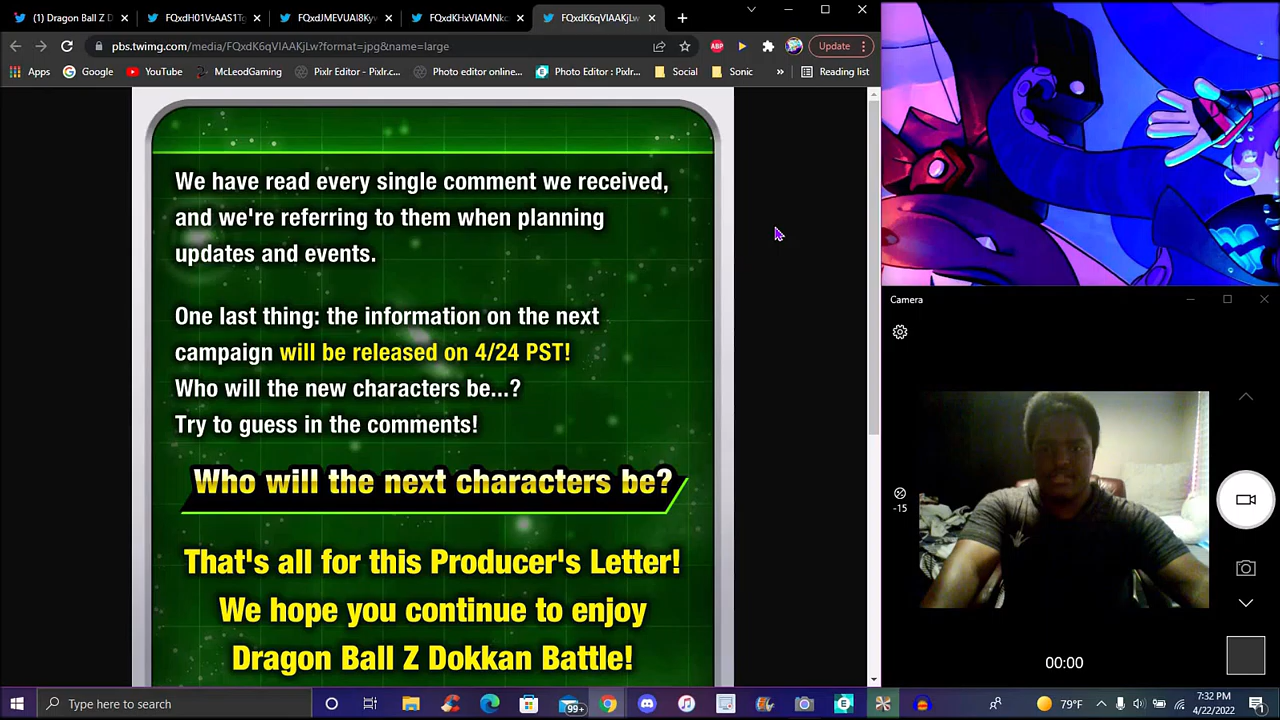 (1) Dragon Ball Z D
FQxdH01VsAAS1Tg
FQxdJMEVUAI8Kyw
FQxdKHxVIAMNkc
FQxdK6qVIAAKjLw
pbs.twimg.com/media/FQxdK6qVIAAKjLw?format=jpg&name=large
ABP
Update
Apps
Google
YouTube
McLeodGaming
Pixlr Editor - Pixlr.c...
Photo editor online...
Photo Editor : Pixlr...
Social
Sonic
»
Reading list
We have read every single comment we received,
and we're referring to them when planning
updates and events.
One last thing: the information on the next
campaign will be released on 4/24 PST!
Who will the new characters be...?
Try to guess in the comments!
Who will the next characters be?
That's all for this Producer's Letter!
We hope you continue to enjoy
Dragon Ball Z Dokkan Battle!
Camera
-15
00:00
Type here to search
99+
79°F
7:32 PM
4/22/2022